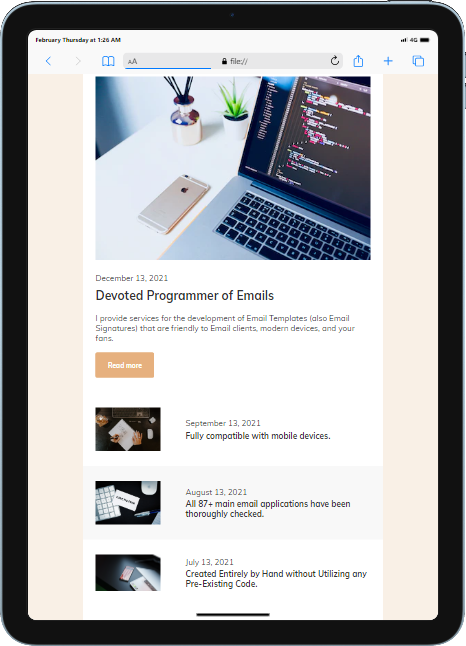 February Thursday at 1:26 AM
4G
AA
file://
December 13, 2021
Devoted Programmer of Emails
I provide services for the development of Email Templates (also Email
Signatures) that are friendly to Email clients, modern devices, and your
fans.
Read more
September 13, 2021
Fully compatible with mobile devices.
August 13, 2021
All 87+ main email applications have been
thoroughly checked.
July 13, 2021
Created Entirely by Hand without Utilizing any
Pre-Existing Code.